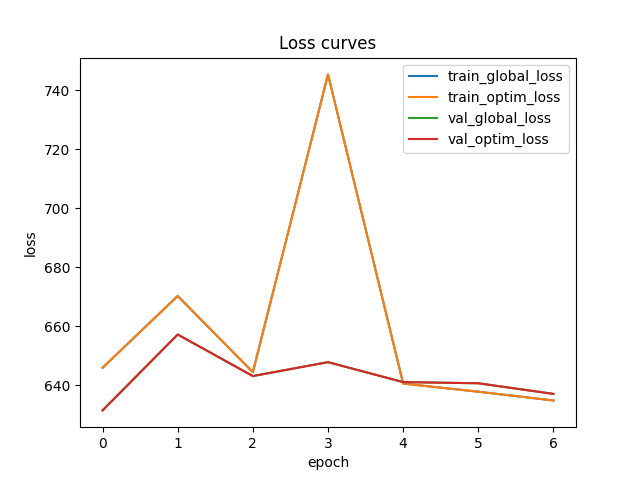 Loss curves
train_global_loss
train_optim_loss
val_global_loss
val_optim_loss
740
720
700
680
660
640
loss
0 1 2 3 4 5 6
epoch